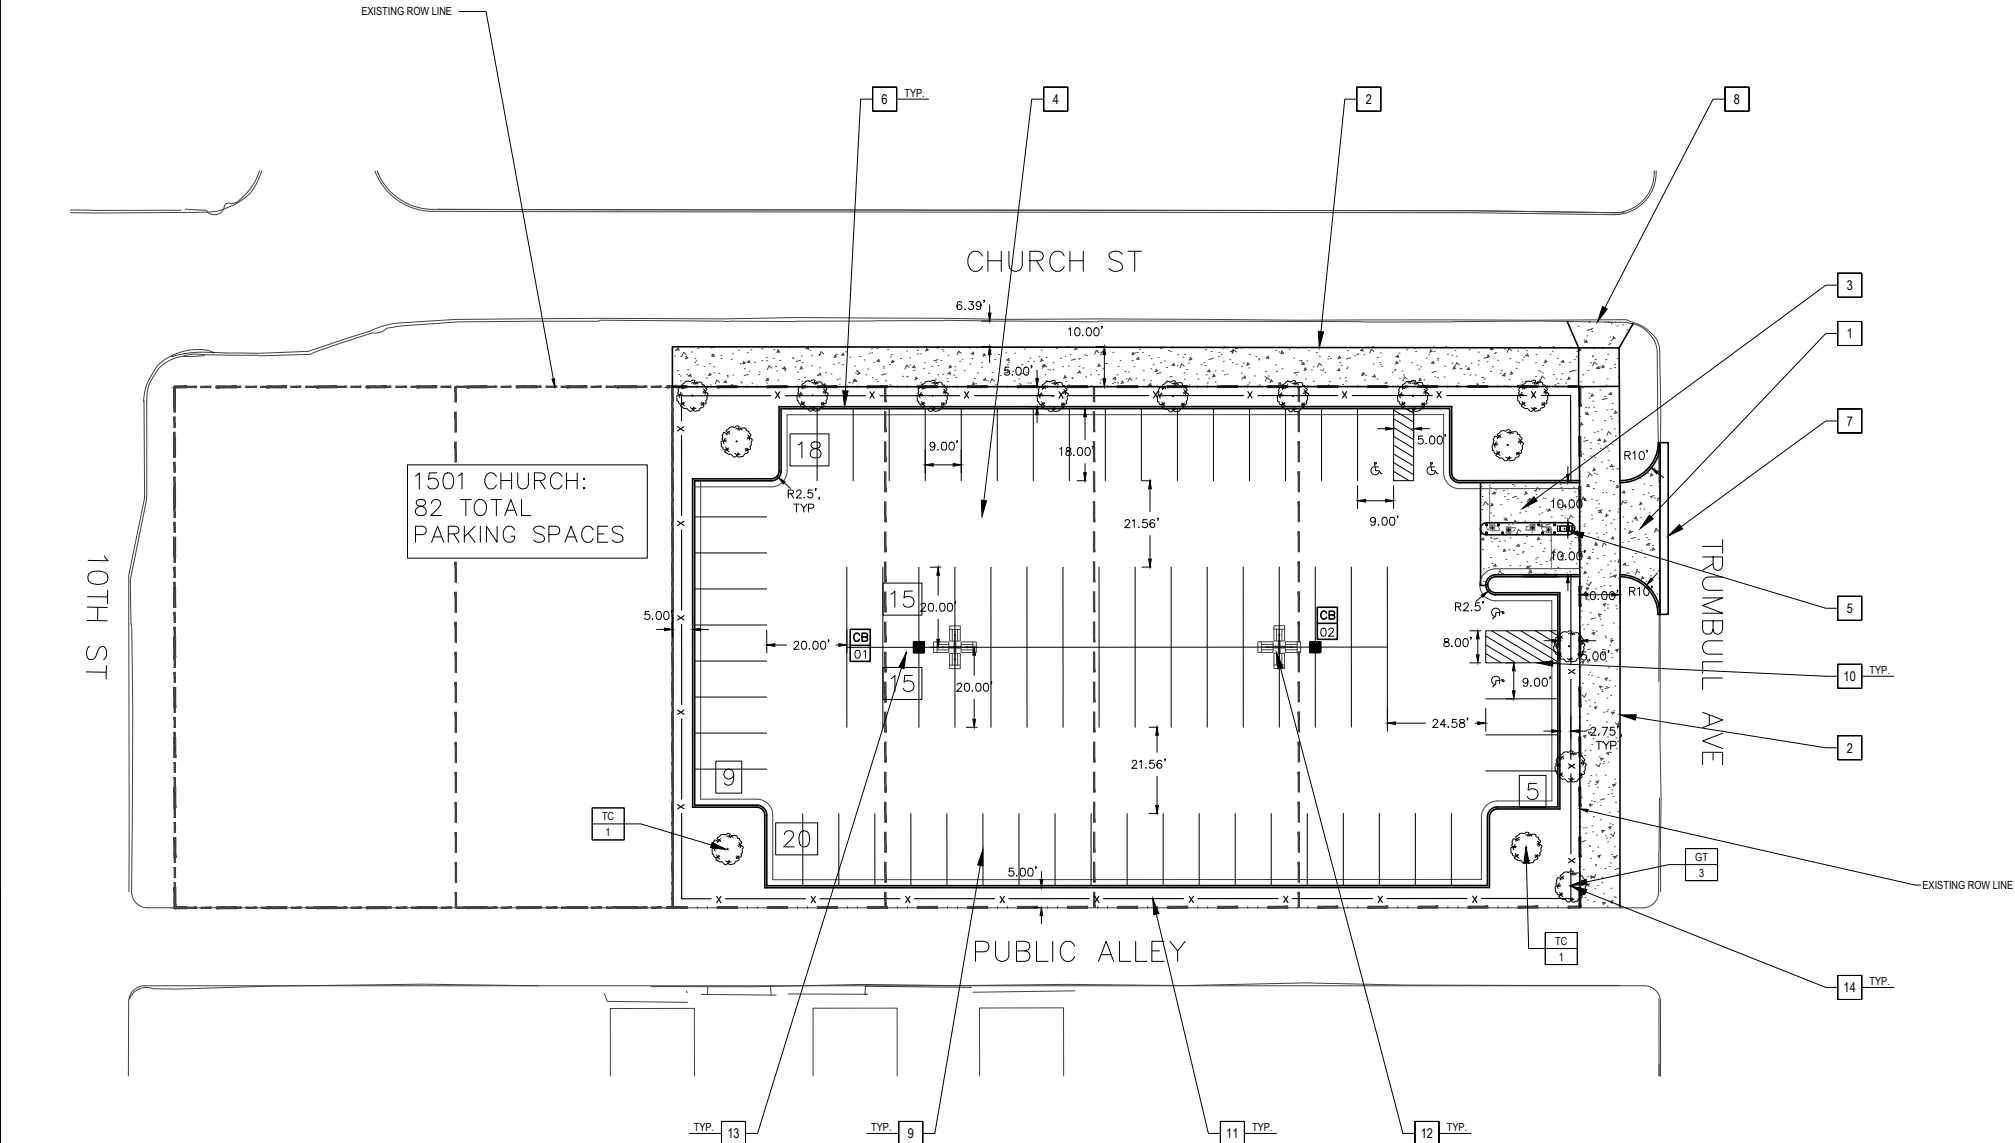 EXISTING ROW LINE
6 TYP.
4
2
8
CHURCH ST
3
6.39'
10.00'
1
5.00'
7
18
9.00'
18.00'
5.00'
R10'
1501 CHURCH:
82 TOTAL
PARKING SPACES
R2.5',
TYP
9.00'
10.00'
21.56'
10TH ST
10.00'
TRUMBULL AVE
15
20.00'
R2.5'
10.00'
R10'
5
5.00'
CB
01
20.00'
CB
02
8.00'
5.00'
15
20.00'
9.00'
10 TYP.
24.58'
2.75'
TYP
2
21.56'
9
5
TC
1
20
5.00'
GT
3
EXISTING ROW LINE
PUBLIC ALLEY
TC
1
14 TYP.
TYP. 13
TYP. 9
11 TYP.
12 TYP.